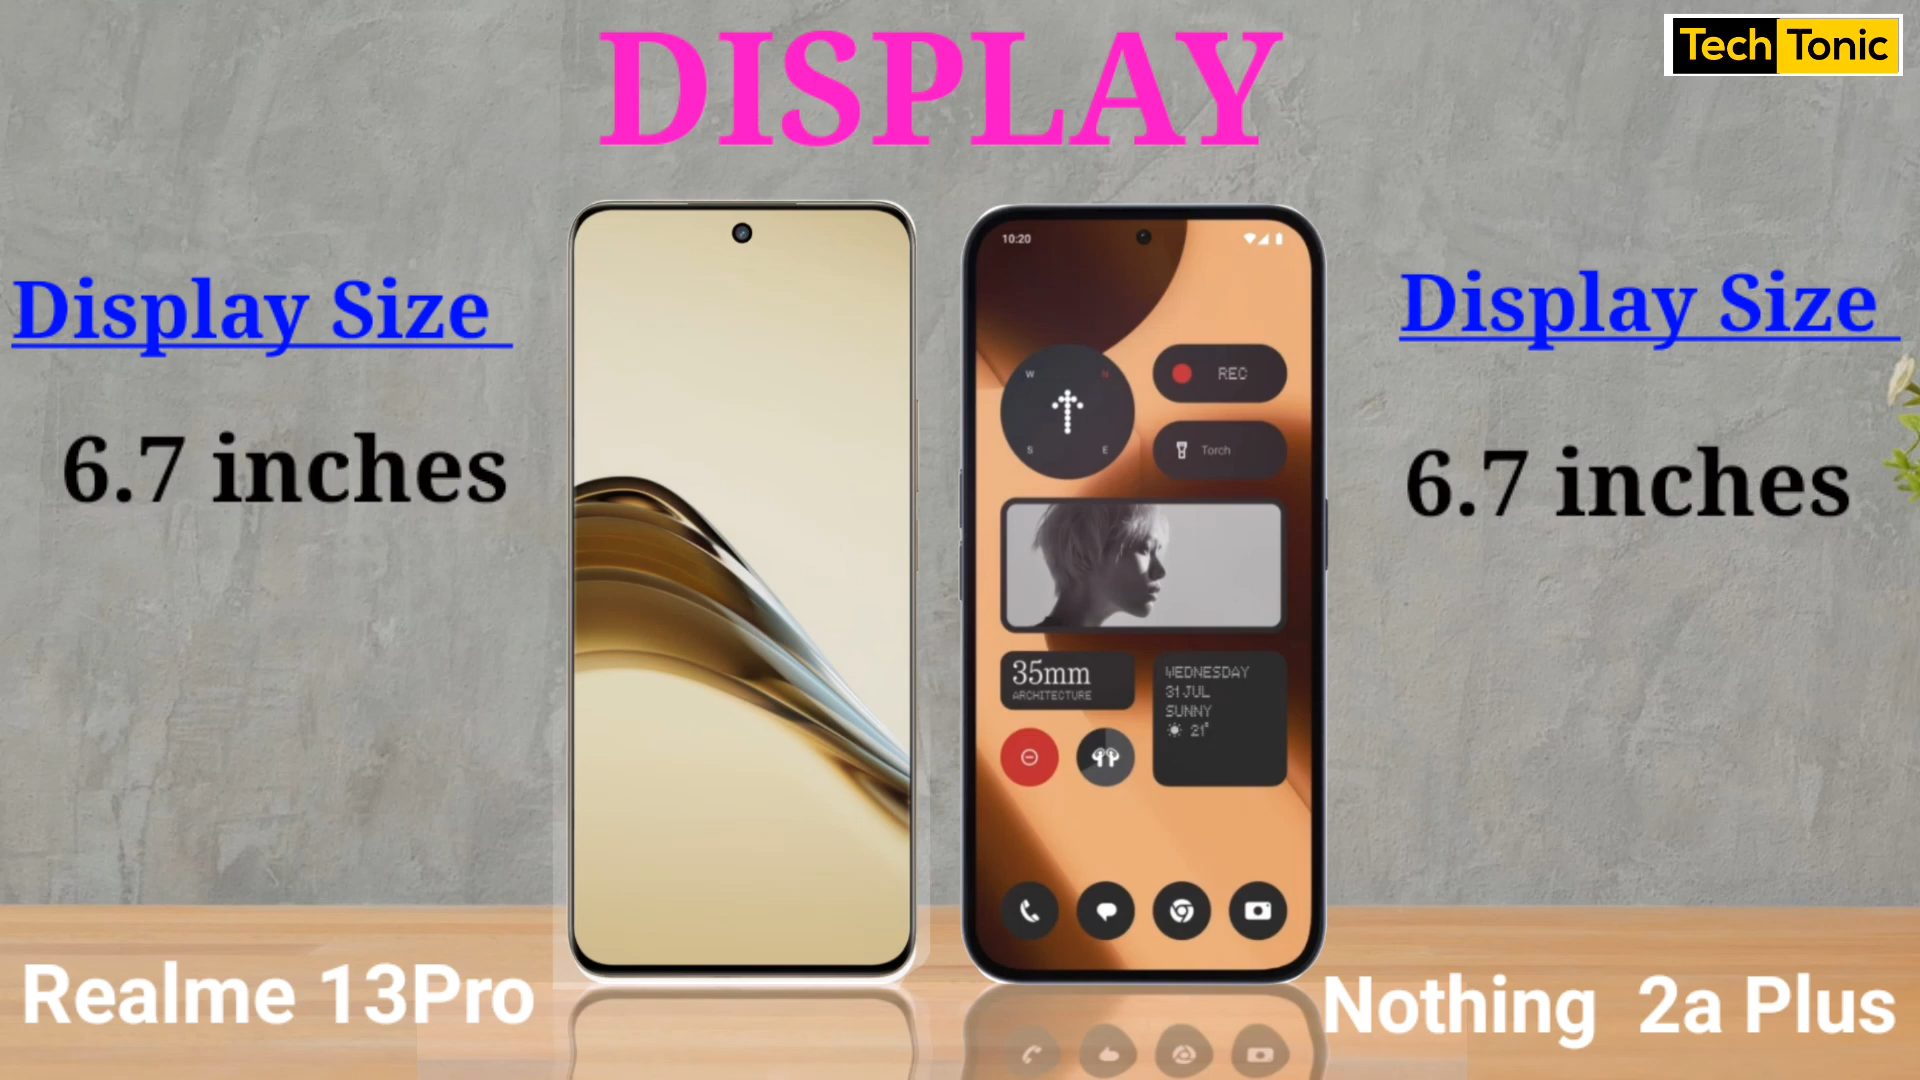 DISPLAY
Tech Tonic
Display Size
6.7 inches
Display Size
6.7 inches
10:20
W N
S E
REC
Torch
35mm
ARCHITECTURE
WEDNESDAY
31 JUL
SUNNY
21°
Realme 13Pro
Nothing 2a Plus